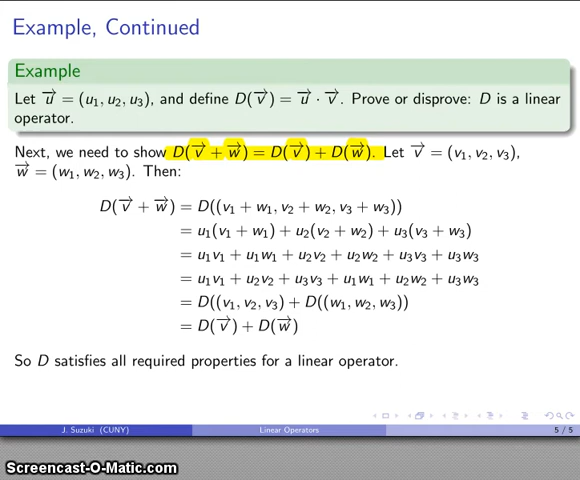 Example, Continued
Example
Let u⃗ = (u₁, u₂, u₃), and define D(v⃗) = u⃗ · v⃗. Prove or disprove: D is a linear
operator.
Next, we need to show D(v⃗ + w⃗) = D(v⃗) + D(w⃗). Let v⃗ = (v₁, v₂, v₃),
w⃗ = (w₁, w₂, w₃). Then:
D(v⃗ + w⃗) = D((v₁ + w₁, v₂ + w₂, v₃ + w₃))
= u₁(v₁ + w₁) + u₂(v₂ + w₂) + u₃(v₃ + w₃)
= u₁v₁ + u₁w₁ + u₂v₂ + u₂w₂ + u₃v₃ + u₃w₃
= u₁v₁ + u₂v₂ + u₃v₃ + u₁w₁ + u₂w₂ + u₃w₃
= D((v₁, v₂, v₃) + D((w₁, w₂, w₃))
= D(v⃗) + D(w⃗)
So D satisfies all required properties for a linear operator.
J. Suzuki (CUNY) Linear Operators 5 / 5
Screencast-O-Matic.com